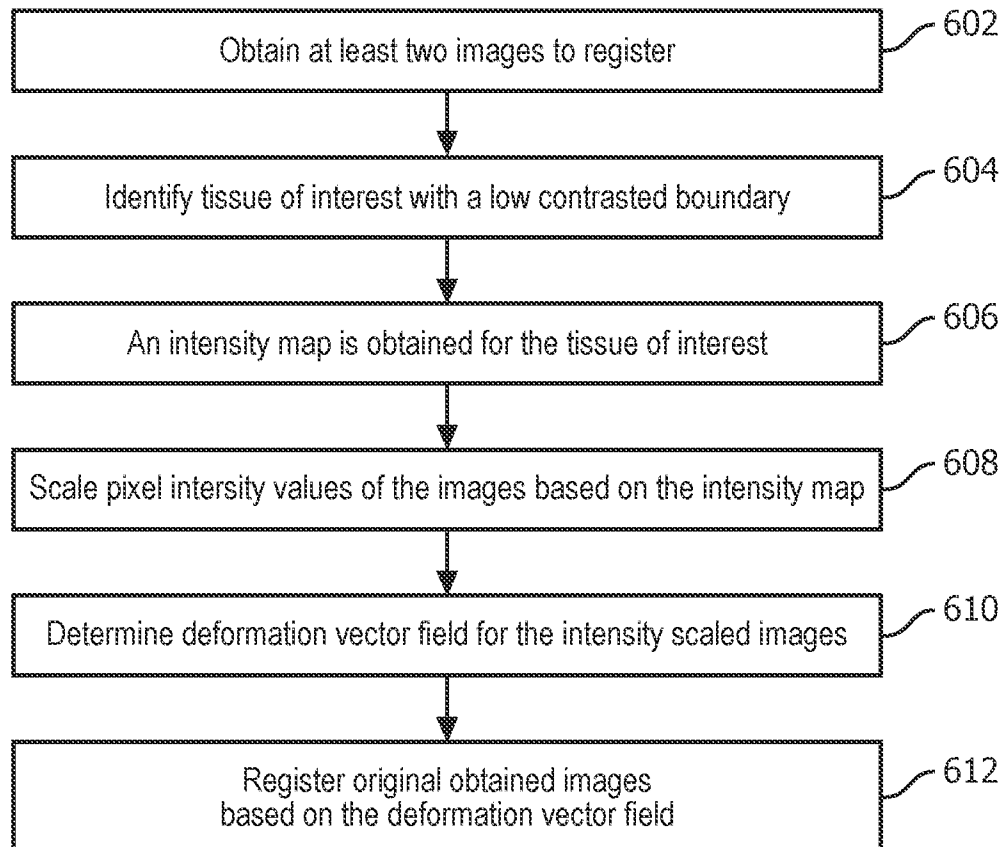 Obtain at least two images to register
602
Identify tissue of interest with a low contrasted boundary
604
An intensity map is obtained for the tissue of interest
606
Scale pixel intersity values of the images based on the intensity map
608
Determine deformation vector field for the intensity scaled images
610
Register original obtained images
based on the deformation vector field
612